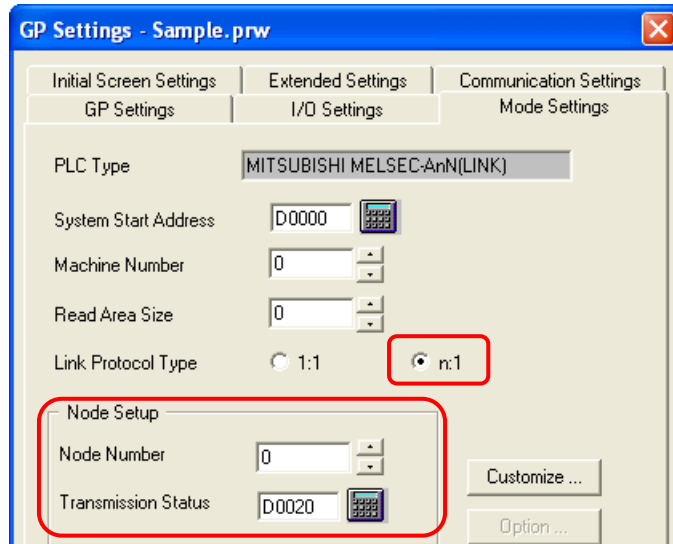 GP Settings - Sample.prw
Initial Screen Settings Extended Settings Communication Settings
GP Settings I/O Settings Mode Settings
PLC Type MITSUBISHI MELSEC-AnN(LINK)
System Start Address D0000
Machine Number 0
Read Area Size 0
Link Protocol Type 1:1 n:1
Node Setup
Node Number 0
Customize ...
Transmission Status D0020
Option ...